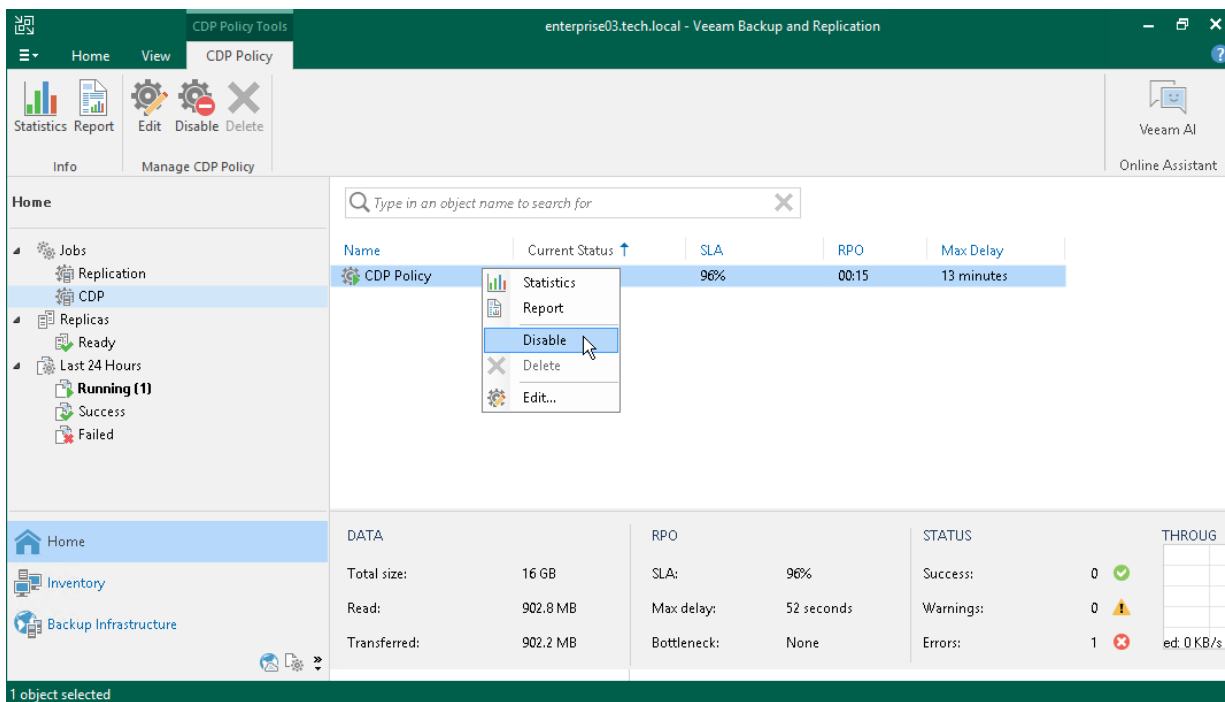 CDP Policy Tools
enterprise03.tech.local - Veeam Backup and Replication
Home View CDP Policy
Statistics Report Edit Disable Delete
Veeam AI
Info Manage CDP Policy Online Assistant
Home
Type in an object name to search for
Jobs
Replication
CDP
Replicas
Ready
Last 24 Hours
Running (1)
Success
Failed
Name Current Status SLA RPO Max Delay
CDP Policy 96% 00:15 13 minutes
Statistics
Report
Disable
Delete
Edit...
Home
Inventory
Backup Infrastructure
DATA RPO STATUS THROUG
Total size: 16 GB SLA: 96% Success: 0
Read: 902.8 MB Max delay: 52 seconds Warnings: 0
Transferred: 902.2 MB Bottleneck: None Errors: 1 ed: 0 KB/s
1 object selected